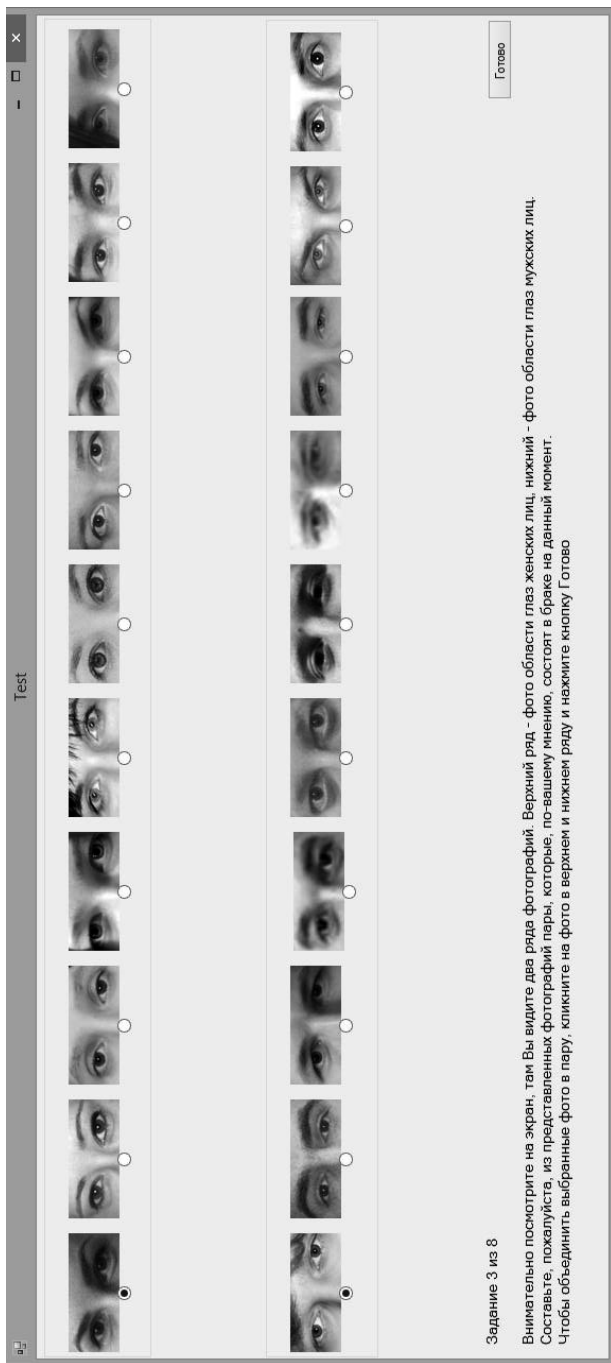 Test
Задание 3 из 8
Готово
Внимательно посмотрите на экран, там Вы видите два ряда фотографий. Верхний ряд - фото области глаз женских лиц, нижний - фото области глаз мужских лиц.
Составьте, пожалуйста, из представленных фотографий пары, которые, по-вашему мнению, состоят в браке на данный момент.
Чтобы объединить выбранные фото в пару, кликните на фото в верхнем и нижнем ряду и нажмите кнопку Готово